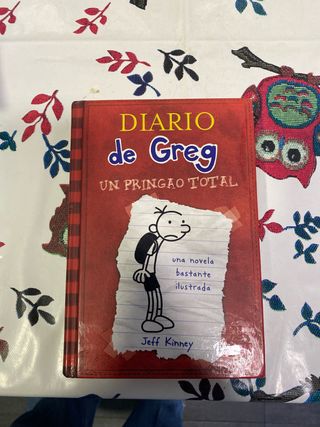 DIARIO
de Greg
UN PRINGAO TOTAL
una novela
bastante
ilustrada
Jeff Kinney